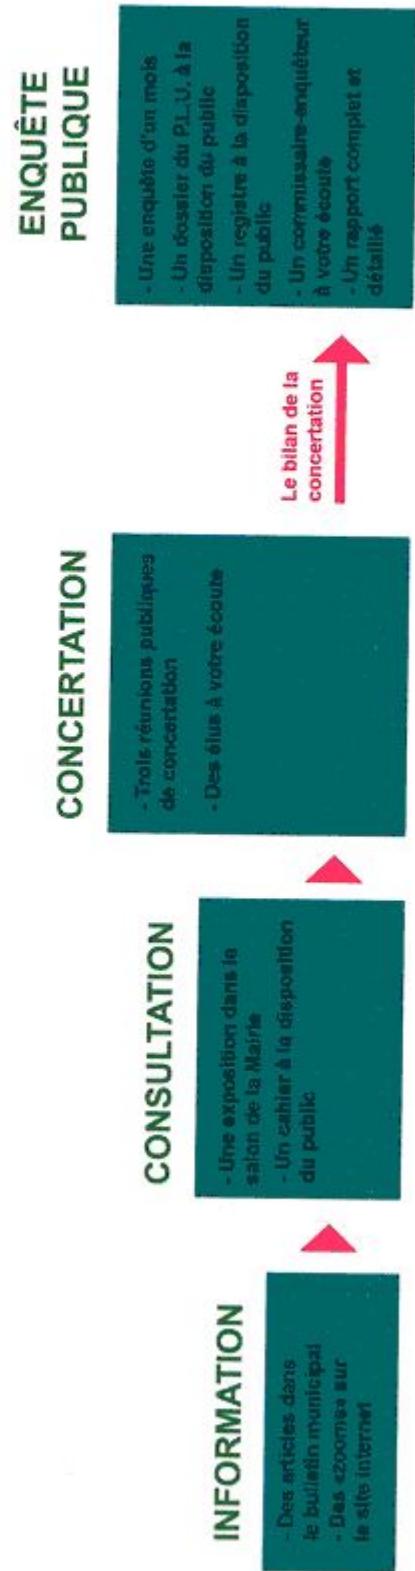 INFORMATION
- Des articles dans
le bulletin municipal
- Des «zooms» sur
le site internet
CONSULTATION
- Une exposition dans le
salon de la Mairie
- Un cahier à la disposition
du public
CONCERTATION
- Trois réunions publiques
de concertation
- Des élus à votre écoute
Le bilan de la
concertation
ENQUÊTE
PUBLIQUE
- Une enquête d'un mois
- Un dossier du P.L.U. à la
disposition du public
- Un registre à la disposition
du public
- Un commissaire-enquêteur
à votre écoute
- Un rapport complet et
détaillé